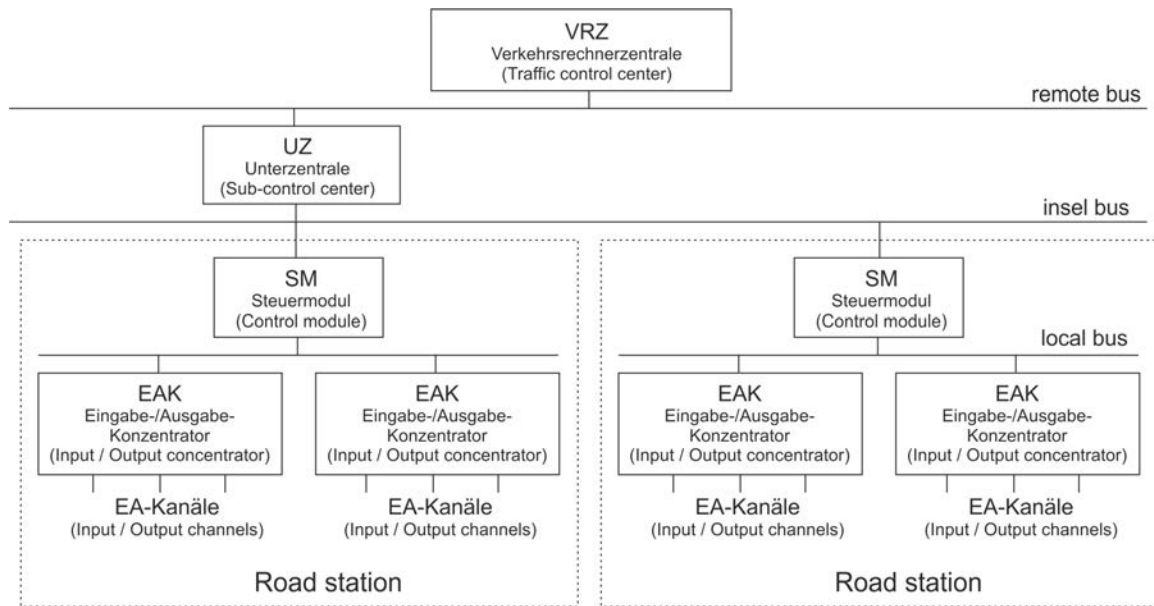 VRZ
Verkehrsrechnerzentrale
(Traffic control center)
remote bus
UZ
Unterzentrale
(Sub-control center)
insel bus
SM
Steuermodul
(Control module)
SM
Steuermodul
(Control module)
local bus
EAK
Eingabe-/Ausgabe-
Konzentrator
(Input / Output concentrator)
EAK
Eingabe-/Ausgabe-
Konzentrator
(Input / Output concentrator)
EAK
Eingabe-/Ausgabe-
Konzentrator
(Input / Output concentrator)
EAK
Eingabe-/Ausgabe-
Konzentrator
(Input / Output concentrator)
EA-Kanäle
(Input / Output channels)
EA-Kanäle
(Input / Output channels)
EA-Kanäle
(Input / Output channels)
EA-Kanäle
(Input / Output channels)
Road station
Road station